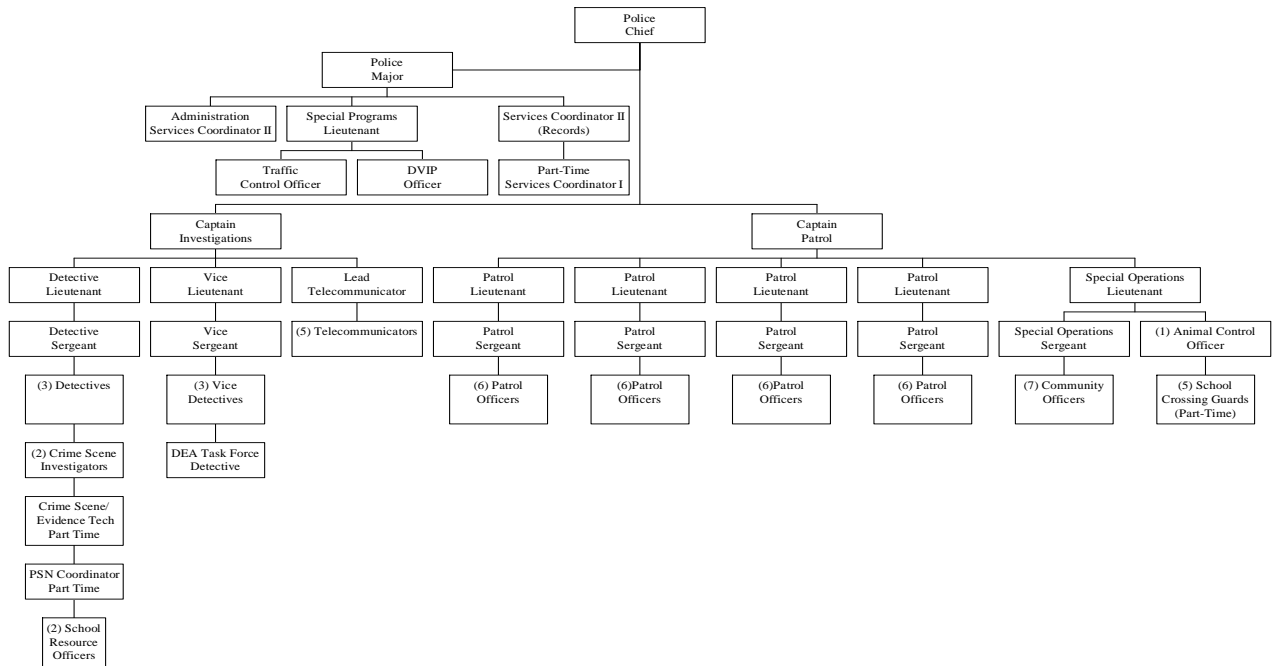 Police
Chief
Police
Major
Administration
Services Coordinator II
Special Programs
Lieutenant
Services Coordinator II
(Records)
Traffic
Control Officer
DVIP
Officer
Part-Time
Services Coordinator I
Captain
Investigations
Captain
Patrol
Detective
Lieutenant
Vice
Lieutenant
Lead
Telecommunicator
Patrol
Lieutenant
Patrol
Lieutenant
Patrol
Lieutenant
Patrol
Lieutenant
Special Operations
Lieutenant
Detective
Sergeant
Vice
Sergeant
(5) Telecommunicators
Patrol
Sergeant
Patrol
Sergeant
Patrol
Sergeant
Patrol
Sergeant
Special Operations
Sergeant
(1) Animal Control
Officer
(3) Detectives
(3) Vice
Detectives
(6) Patrol
Officers
(6)Patrol
Officers
(6)Patrol
Officers
(6) Patrol
Officers
(7) Community
Officers
(5) School
Crossing Guards
(Part-Time)
(2) Crime Scene
Investigators
DEA Task Force
Detective
Crime Scene/
Evidence Tech
Part Time
PSN Coordinator
Part Time
(2) School
Resource
Officers